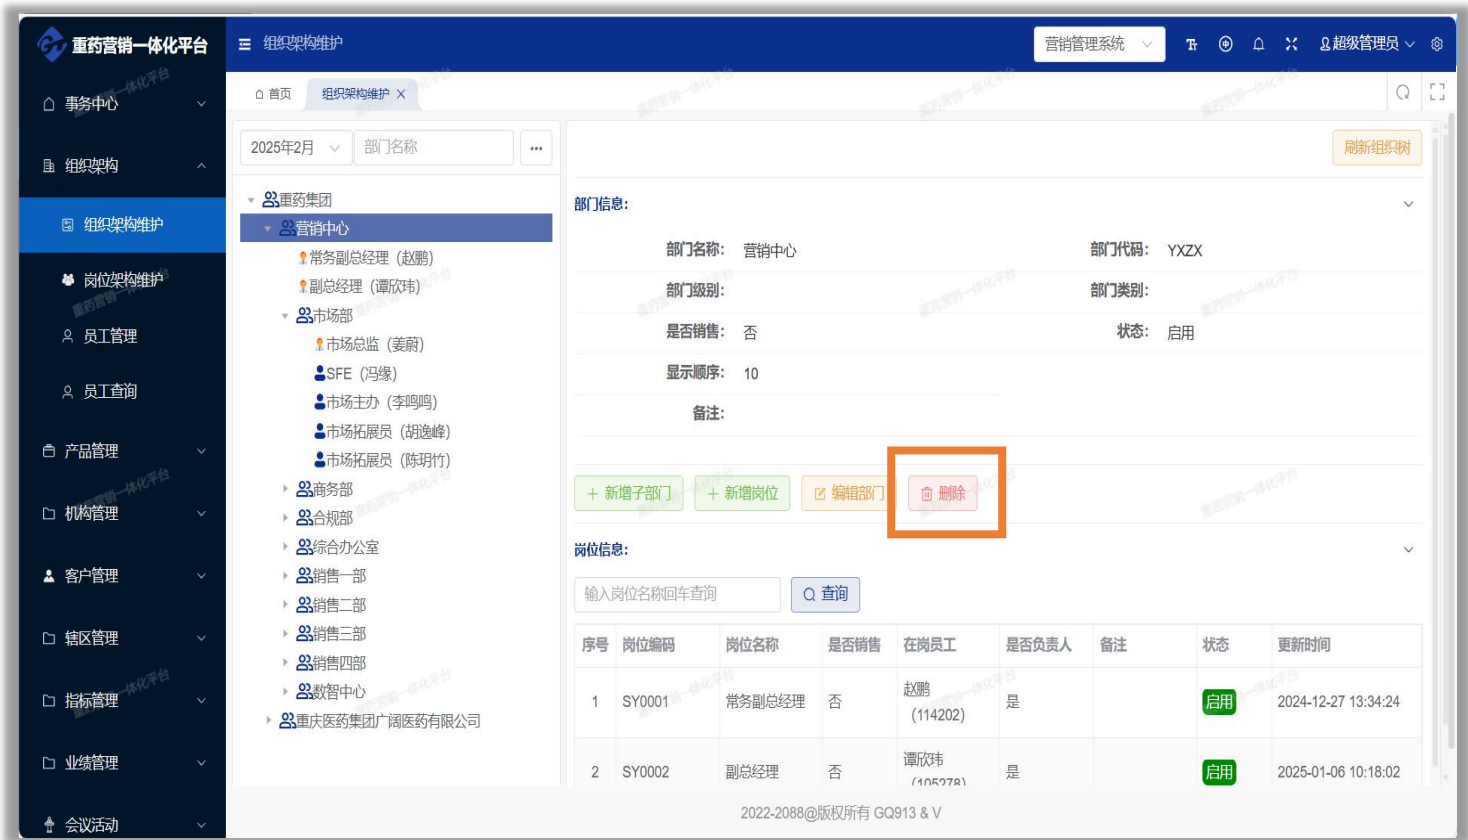 重药营销一体化平台
组织架构维护
营销管理系统
超级管理员
事务中心
组织架构
组织架构维护
岗位架构维护
员工管理
员工查询
产品管理
机构管理
客户管理
辖区管理
指标管理
业绩管理
会议活动
首页
组织架构维护 X
2025年2月
部门名称
...
重药集团
营销中心
常务副总经理（赵鹏）
副总经理（谭欣玮）
市场部
市场总监（姜蔚）
SFE（冯缘）
市场主办（李鸣鸣）
市场拓展员（胡逸峰）
市场拓展员（陈玥竹）
商务部
合规部
综合办公室
销售一部
销售二部
销售三部
销售四部
数智中心
重庆医药集团广阔医药有限公司
刷新组织树
部门信息：
部门名称： 营销中心 部门代码： YXZX
部门级别： 部门类别：
是否销售： 否 状态： 启用
显示顺序： 10
备注：
+ 新增子部门 + 新增岗位 编辑部门 删除
岗位信息：
输入岗位名称回车查询 查询
序号 岗位编码 岗位名称 是否销售 在岗员工 是否负责人 备注 状态 更新时间
1 SY0001 常务副总经理 否 赵鹏（114202） 是 启用 2024-12-27 13:34:24
2 SY0002 副总经理 否 谭欣玮（105278） 是 启用 2025-01-06 10:18:02
2022-2088@版权所有 GQ913 & V
重药营销一体化平台